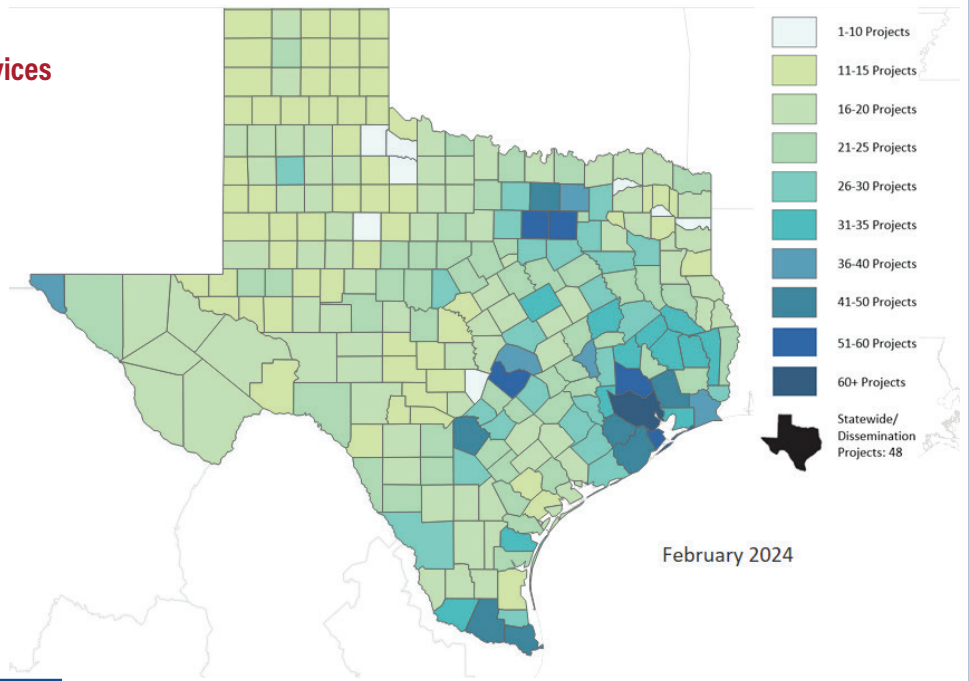 vices
1-10 Projects
11-15 Projects
16-20 Projects
21-25 Projects
26-30 Projects
31-35 Projects
36-40 Projects
41-50 Projects
51-60 Projects
60+ Projects
Statewide/
Dissemination
Projects: 48
February 2024